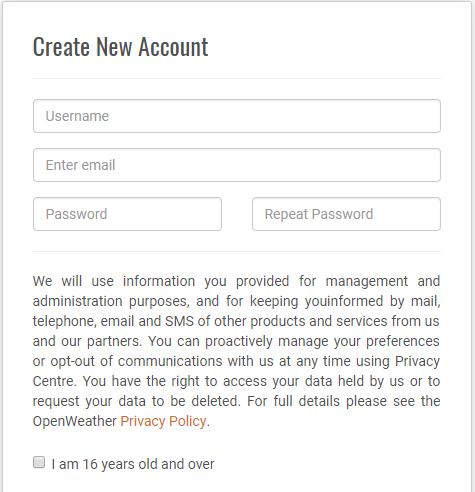 Create New Account
Username
Enter email
Password
Repeat Password
We will use information you provided for management and
administration purposes, and for keeping youinformed by mail,
telephone, email and SMS of other products and services from us
and our partners. You can proactively manage your preferences
or opt-out of communications with us at any time using Privacy
Centre. You have the right to access your data held by us or to
request your data to be deleted. For full details please see the
OpenWeather Privacy Policy.
I am 16 years old and over